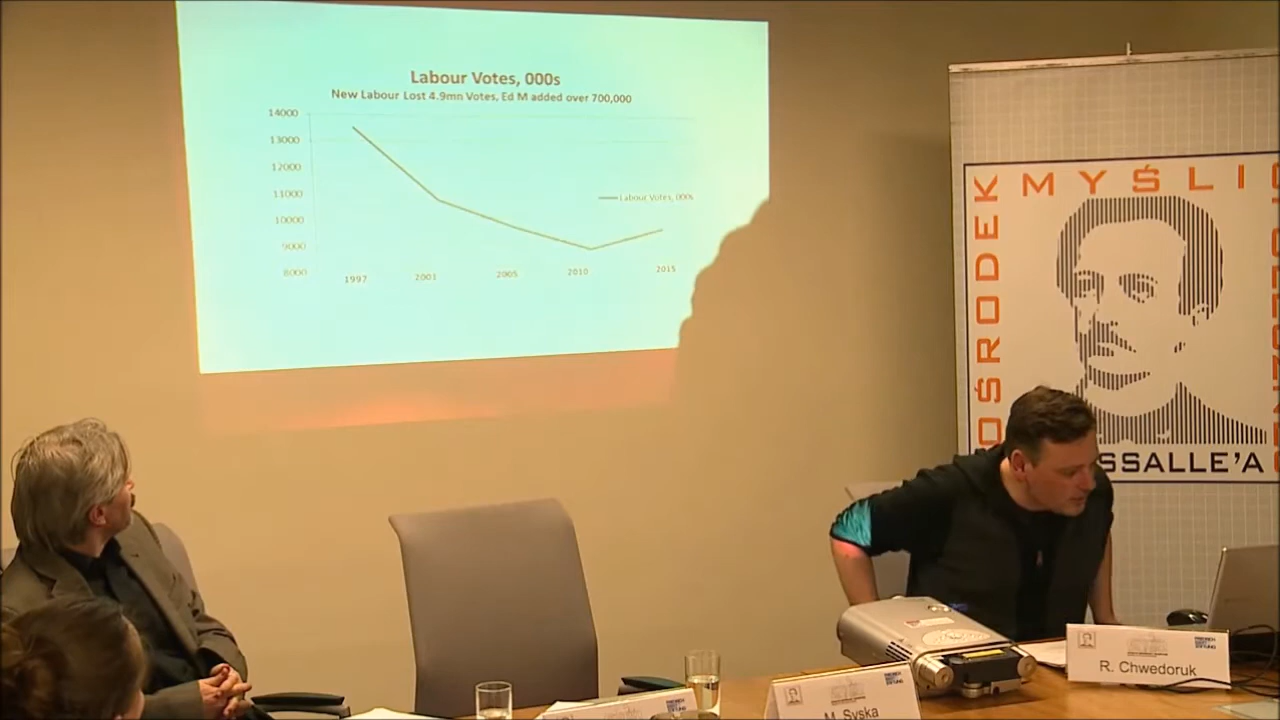 Labour Votes, 000s
New Labour Lost 4.9mn Votes, Ed M added over 700,000
14000
13000
12000
11000
10000
9000
8000
Labour Votes, 000s
1997
2001
2005
2010
2015
OŚRODEK
MYŚLI
SSALLE'A
R. Chwedoruk
M. Syska